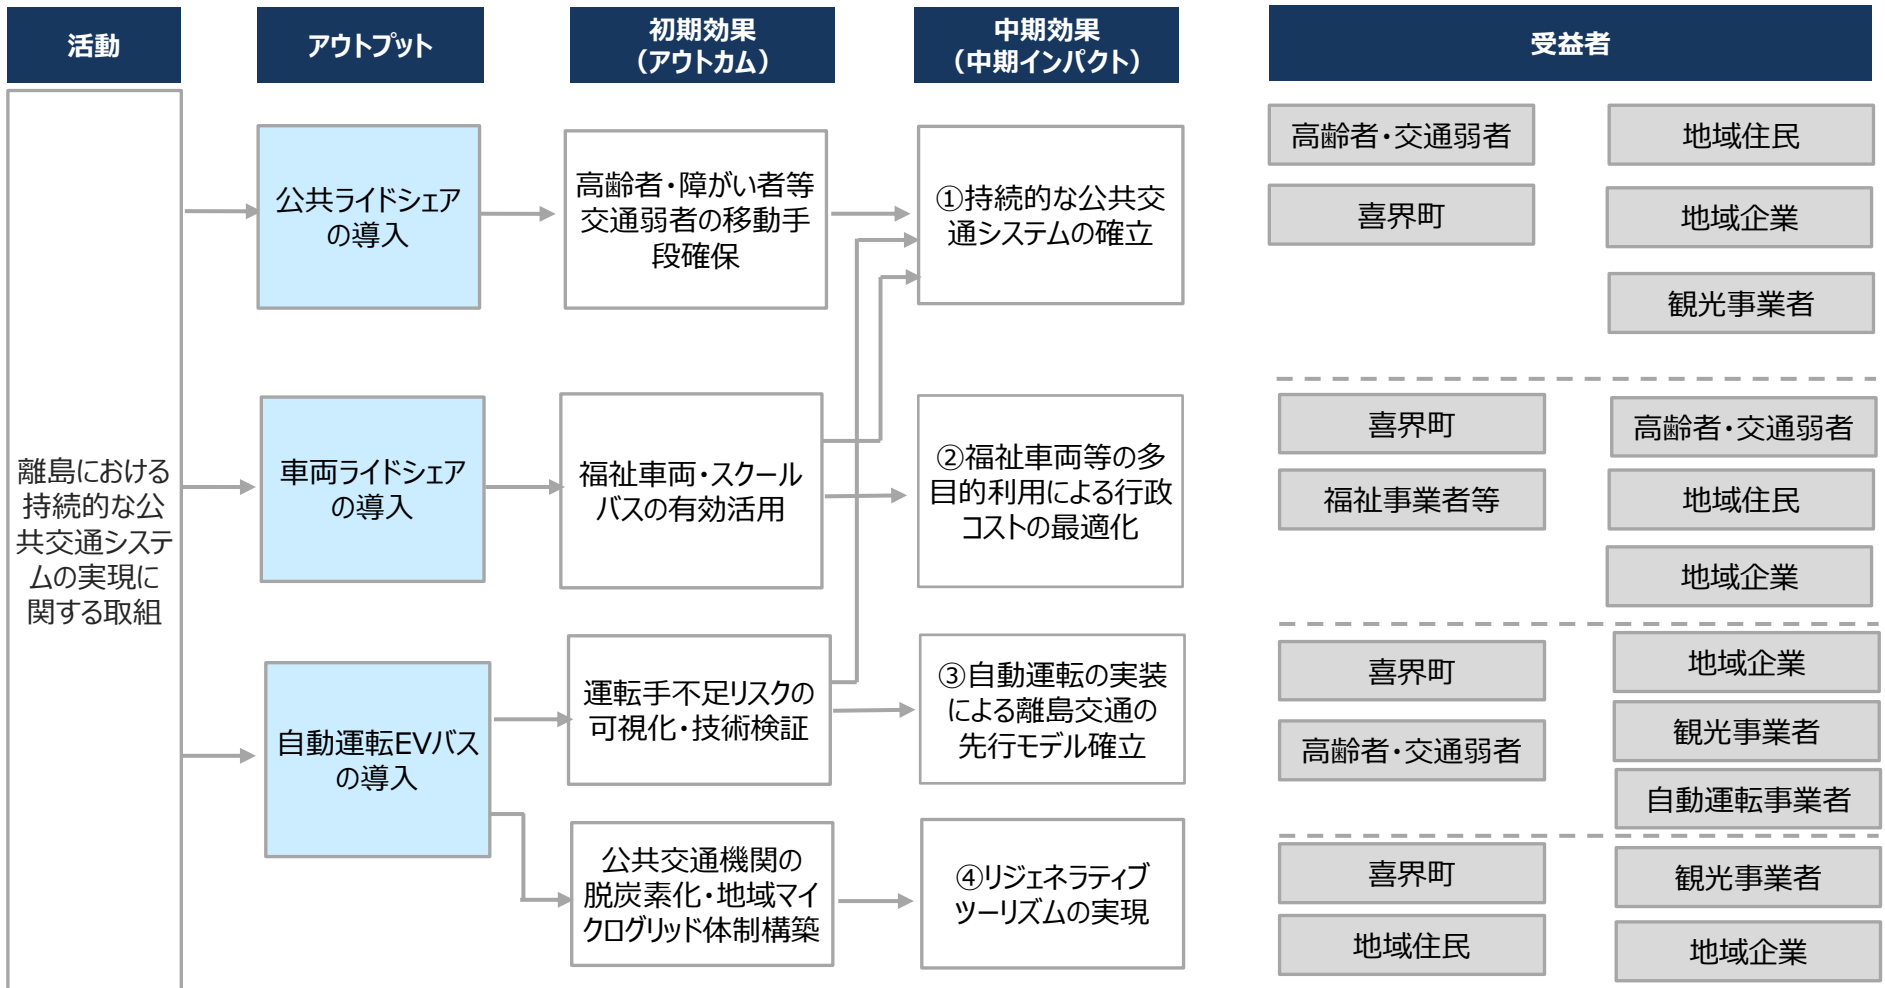 活動
アウトプット
初期効果
（アウトカム）
中期効果
（中期インパクト）
受益者
離島における
持続的な公
共交通システ
ムの実現に
関する取組
公共ライドシェア
の導入
高齢者・障がい者等
交通弱者の移動手
段確保
①持続的な公共交
通システムの確立
高齢者・交通弱者
地域住民
喜界町
地域企業
観光事業者
車両ライドシェア
の導入
福祉車両・スクール
バスの有効活用
②福祉車両等の多
目的利用による行政
コストの最適化
喜界町
高齢者・交通弱者
福祉事業者等
地域住民
地域企業
自動運転EVバス
の導入
運転手不足リスクの
可視化・技術検証
③自動運転の実装
による離島交通の
先行モデル確立
喜界町
地域企業
高齢者・交通弱者
観光事業者
自動運転事業者
公共交通機関の
脱炭素化・地域マイ
クログリッド体制構築
④リジェネラティブ
ツーリズムの実現
喜界町
観光事業者
地域住民
地域企業